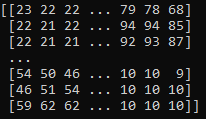 [[23 22 22 ... 79 78 68]
[22 21 22 ... 94 94 85]
[22 21 21 ... 92 93 87]
...
[54 50 46 ... 10 10 9]
[46 51 54 ... 10 10 10]
[59 62 62 ... 10 10 10]]